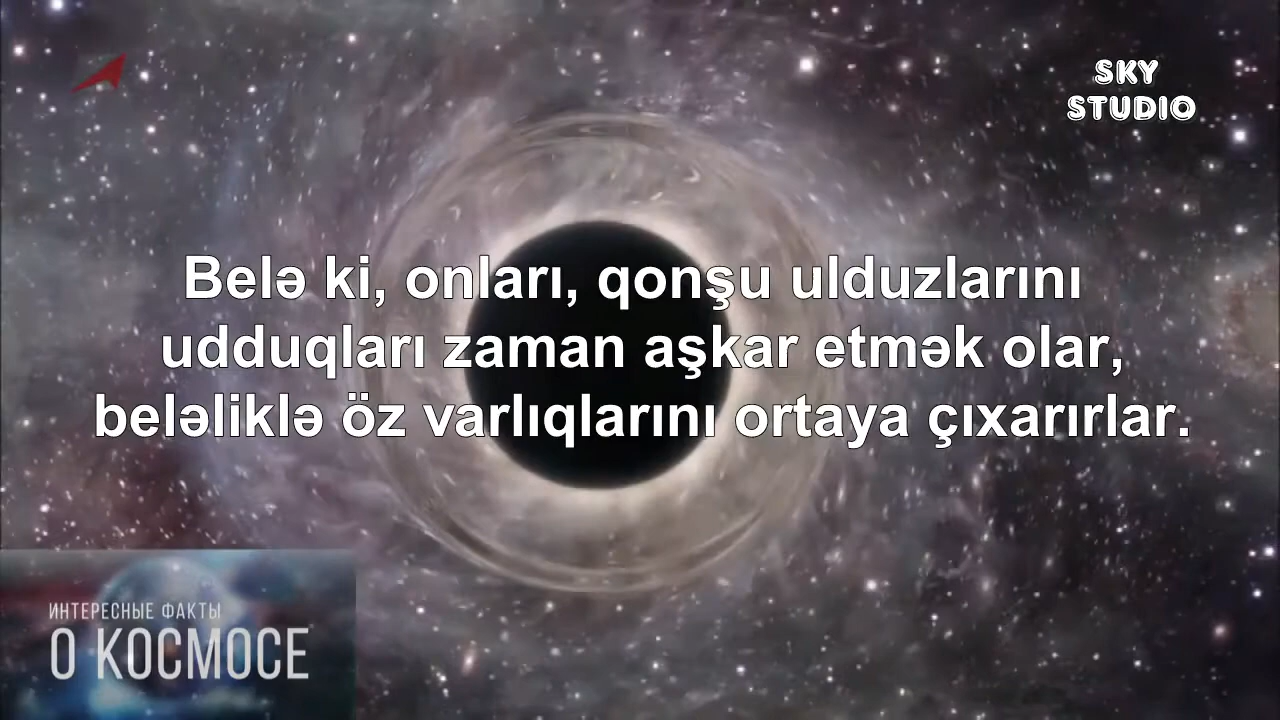 SKY
STUDIO
Belə ki, onları, qonşu ulduzlarını
udduqları zaman aşkar etmək olar,
beləliklə öz varlıqlarını ortaya çıxarırlar.
ИНТЕРЕСНЫЕ ФАКТЫ
О КОСМОСЕ